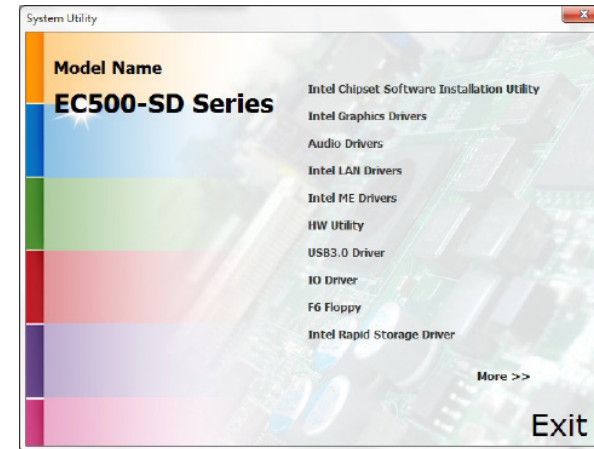 System Utility
Model Name
EC500-SD Series
Intel Chipset Software Installation Utility
Intel Graphics Drivers
Audio Drivers
Intel LAN Drivers
Intel ME Drivers
HW Utility
USB3.0 Driver
IO Driver
F6 Floppy
Intel Rapid Storage Driver
More >>
Exit